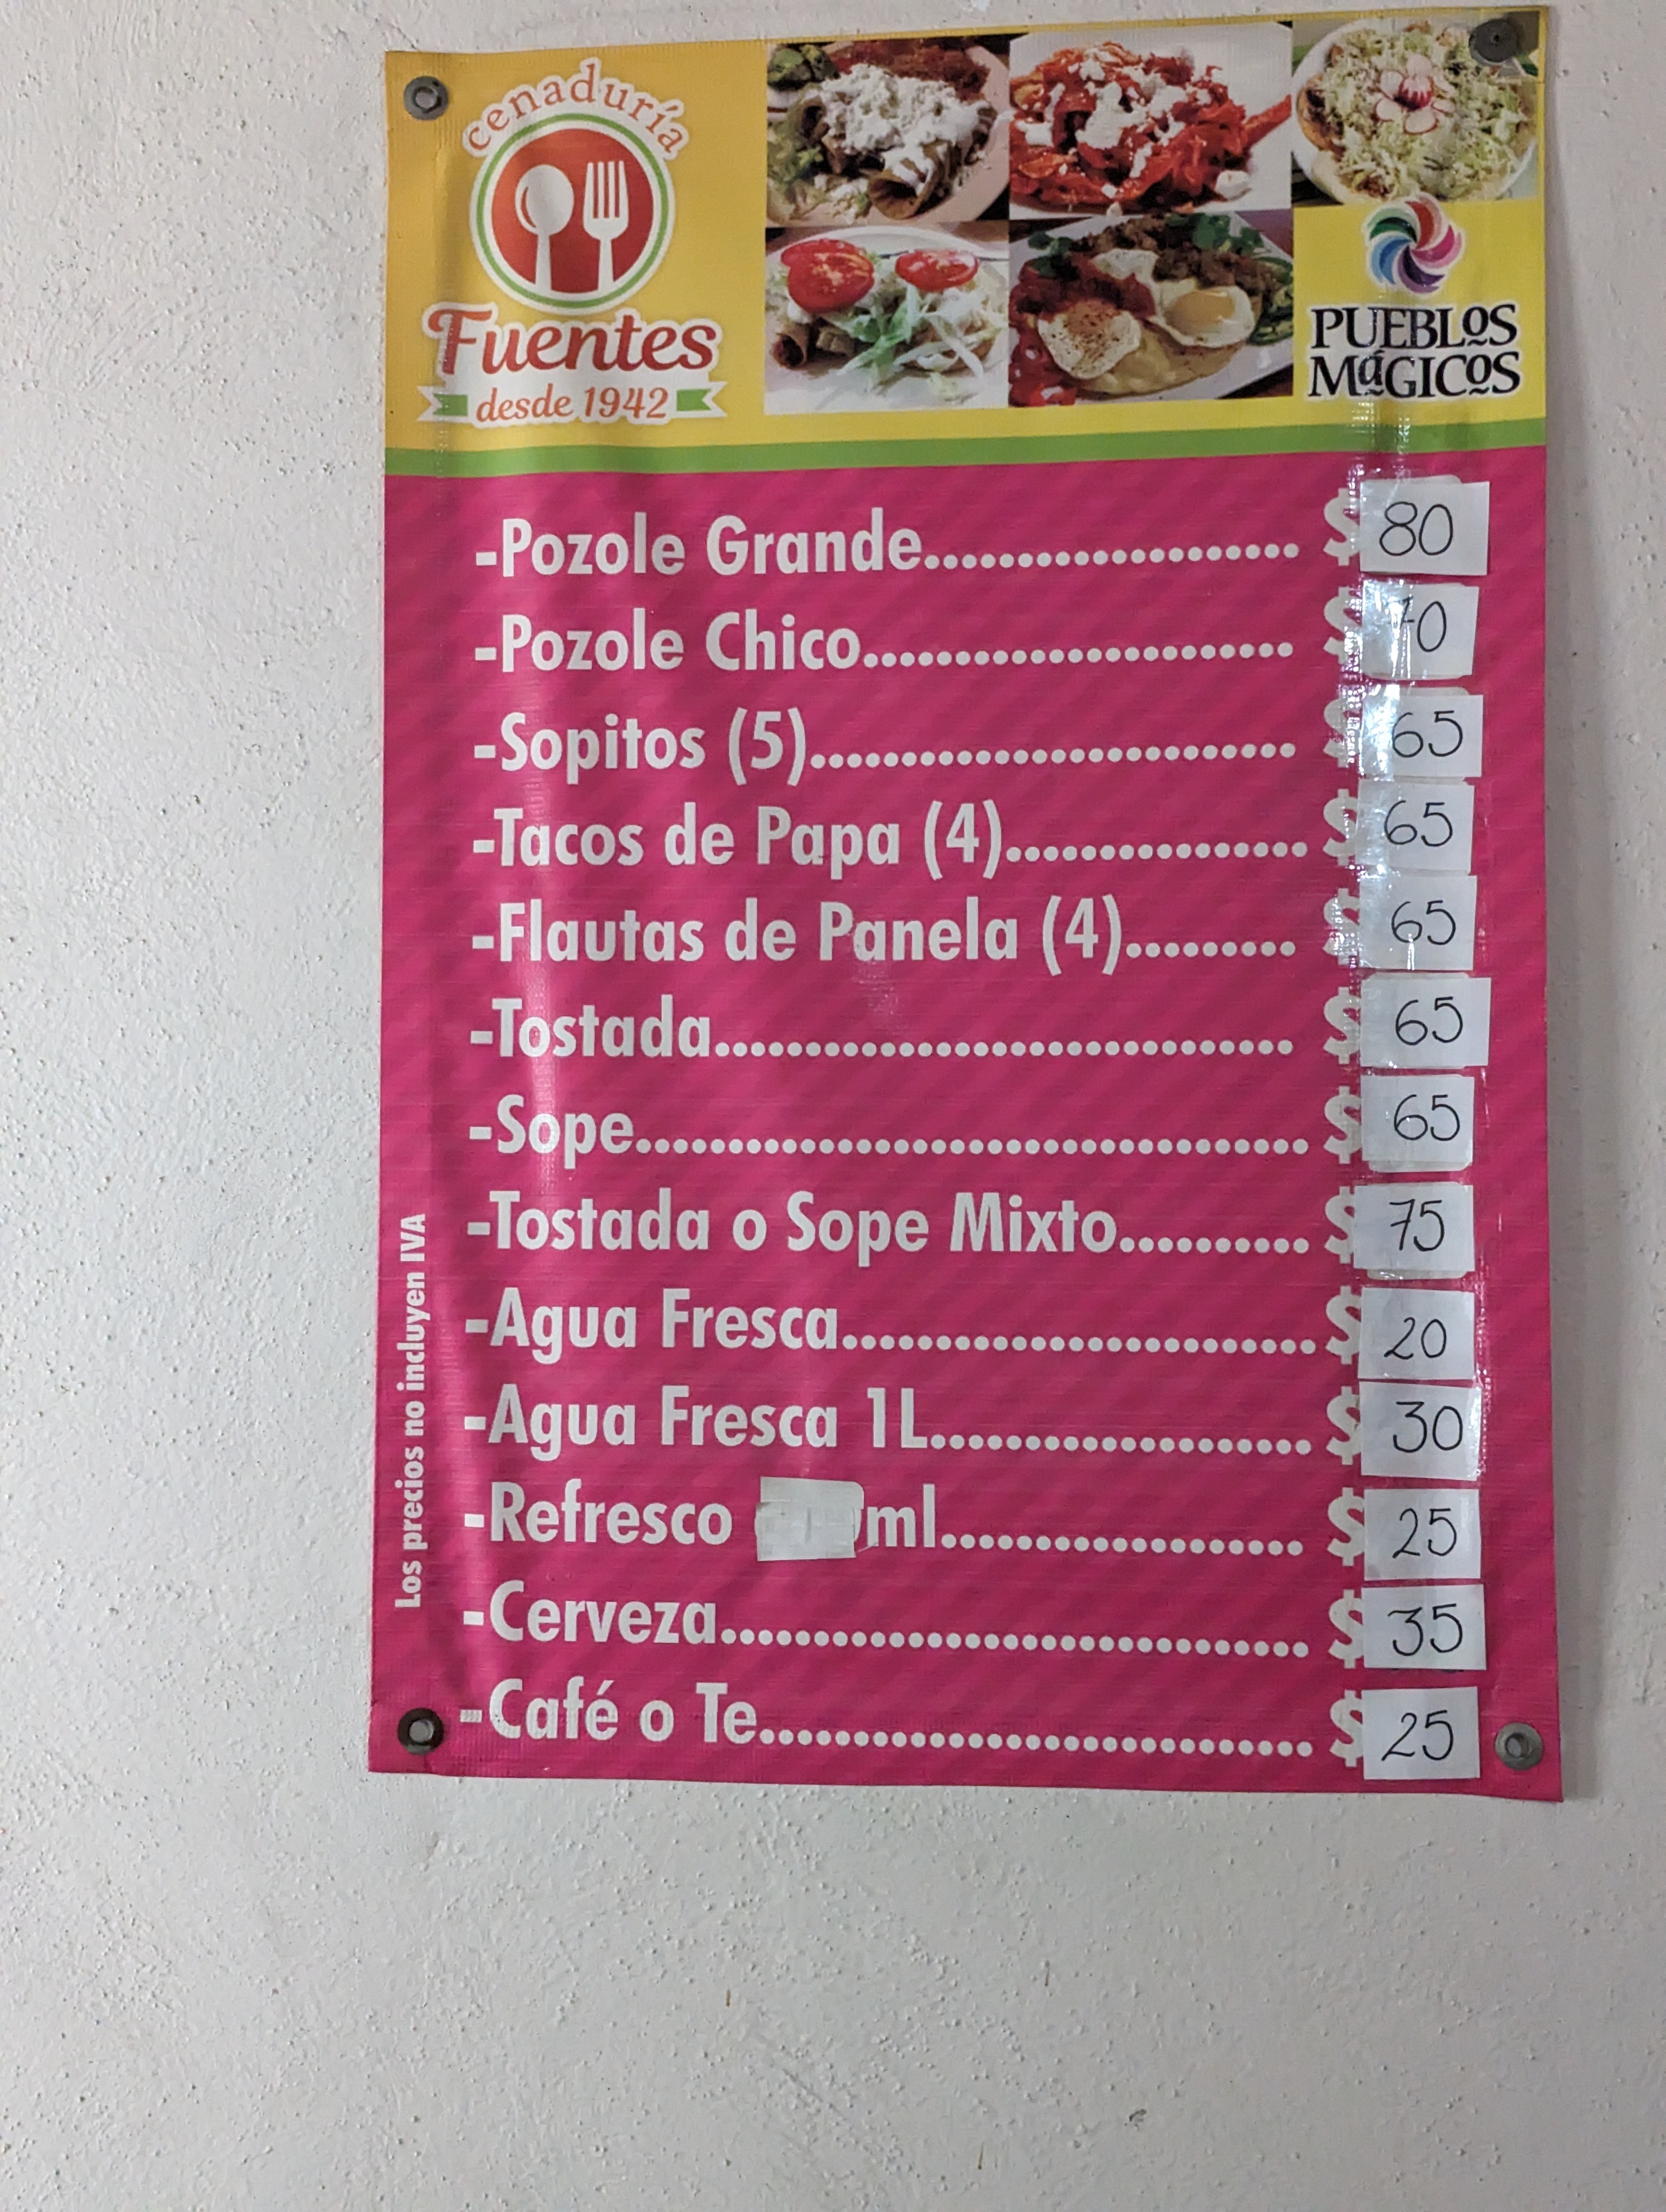 cenaduría
Fuentes
desde 1942
PUEBLOS
MáGICOS
-Pozole Grande.................... $ 80
-Pozole Chico....................... $ 70
-Sopitos (5).......................... $ 65
-Tacos de Papa (4)................ $ 65
-Flautas de Panela (4)......... $ 65
-Tostada............................... $ 65
-Sope.................................... $ 65
-Tostada o Sope Mixto.......... $ 75
-Agua Fresca......................... $ 20
-Agua Fresca 1L.................... $ 30
-Refresco ml................... $ 25
-Cerveza............................... $ 35
-Café o Te............................. $ 25
Los precios no incluyen IVA